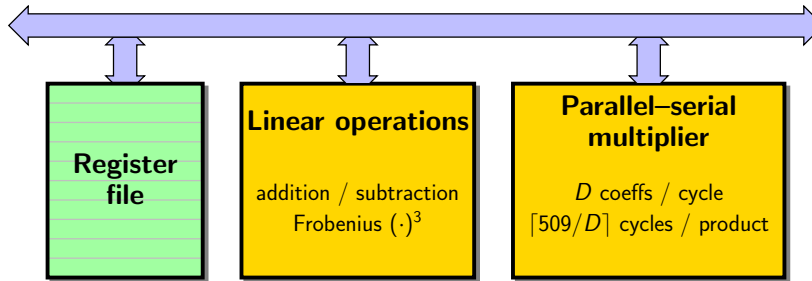 Register
file
Linear operations
addition / subtraction
Frobenius (·)³
Parallel–serial
multiplier
D coeffs / cycle
⌈509/D⌉ cycles / product